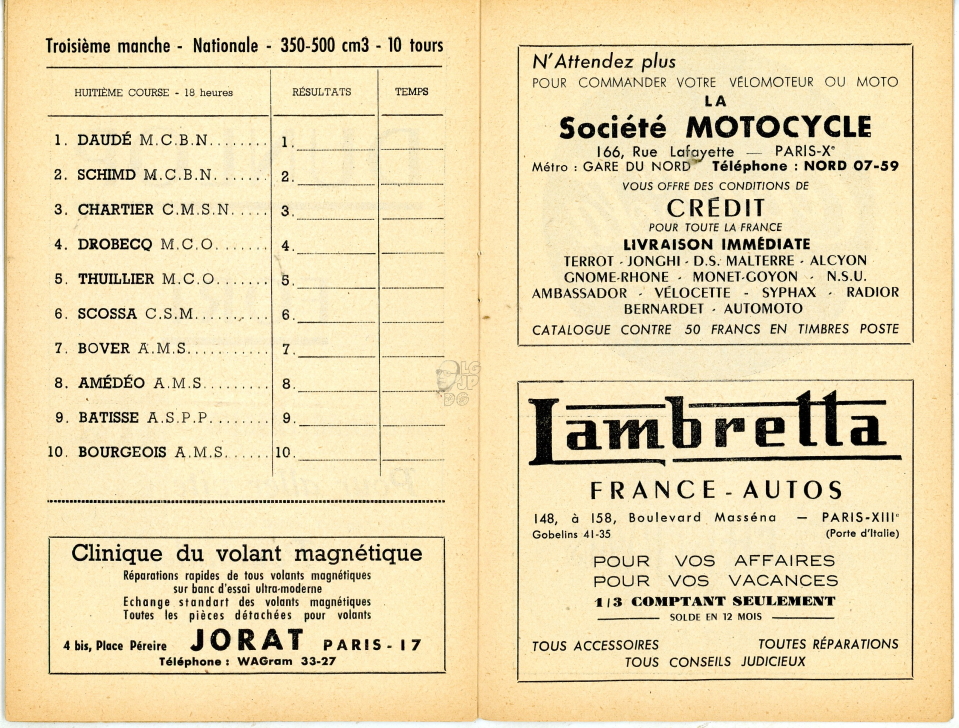 Troisième manche - Nationale - 350-500 cm3 - 10 tours
HUITIÈME COURSE - 18 heures RÉSULTATS TEMPS
1. DAUDÉ M.C.B.N........ 1.
2. SCHIMD M.C.B.N....... 2.
3. CHARTIER C.M.S.N..... 3.
4. DROBECQ M.C.O....... 4.
5. THUILLIER M.C.O....... 5.
6. SCOSSA C.S.M......... 6.
7. BOVER A.M.S.......... 7.
8. AMÉDÉO A.M.S......... 8.
9. BATISSE A.S.P.P........ 9.
10. BOURGEOIS A.M.S...... 10.
Clinique du volant magnétique
Réparations rapides de tous volants magnétiques
sur banc d'essai ultra-moderne
Echange standart des volants magnétiques
Toutes les pièces détachées pour volants
4 bis, Place Péreire JORAT PARIS-17
Téléphone : WAGram 33-27
N'Attendez plus
POUR COMMANDER VOTRE VÉLOMOTEUR OU MOTO
LA
Société MOTOCYCLE
166, Rue Lafayette — PARIS-Xe
Métro : GARE DU NORD Téléphone : NORD 07-59
VOUS OFFRE DES CONDITIONS DE
CRÉDIT
POUR TOUTE LA FRANCE
LIVRAISON IMMÉDIATE
TERROT - JONGHI - D.S. MALTERRE - ALCYON
GNOME-RHONE - MONET-GOYON - N.S.U.
AMBASSADOR - VÉLOCETTE - SYPHAX - RADIOR
BERNARDET - AUTOMOTO
CATALOGUE CONTRE 50 FRANCS EN TIMBRES POSTE
Lambretta
FRANCE - AUTOS
148, à 158, Boulevard Masséna — PARIS-XIIIe
Gobelins 41-35 (Porte d'Italie)
POUR VOS AFFAIRES
POUR VOS VACANCES
1/3 COMPTANT SEULEMENT
SOLDE EN 12 MOIS
TOUS ACCESSOIRES TOUTES RÉPARATIONS
TOUS CONSEILS JUDICIEUX